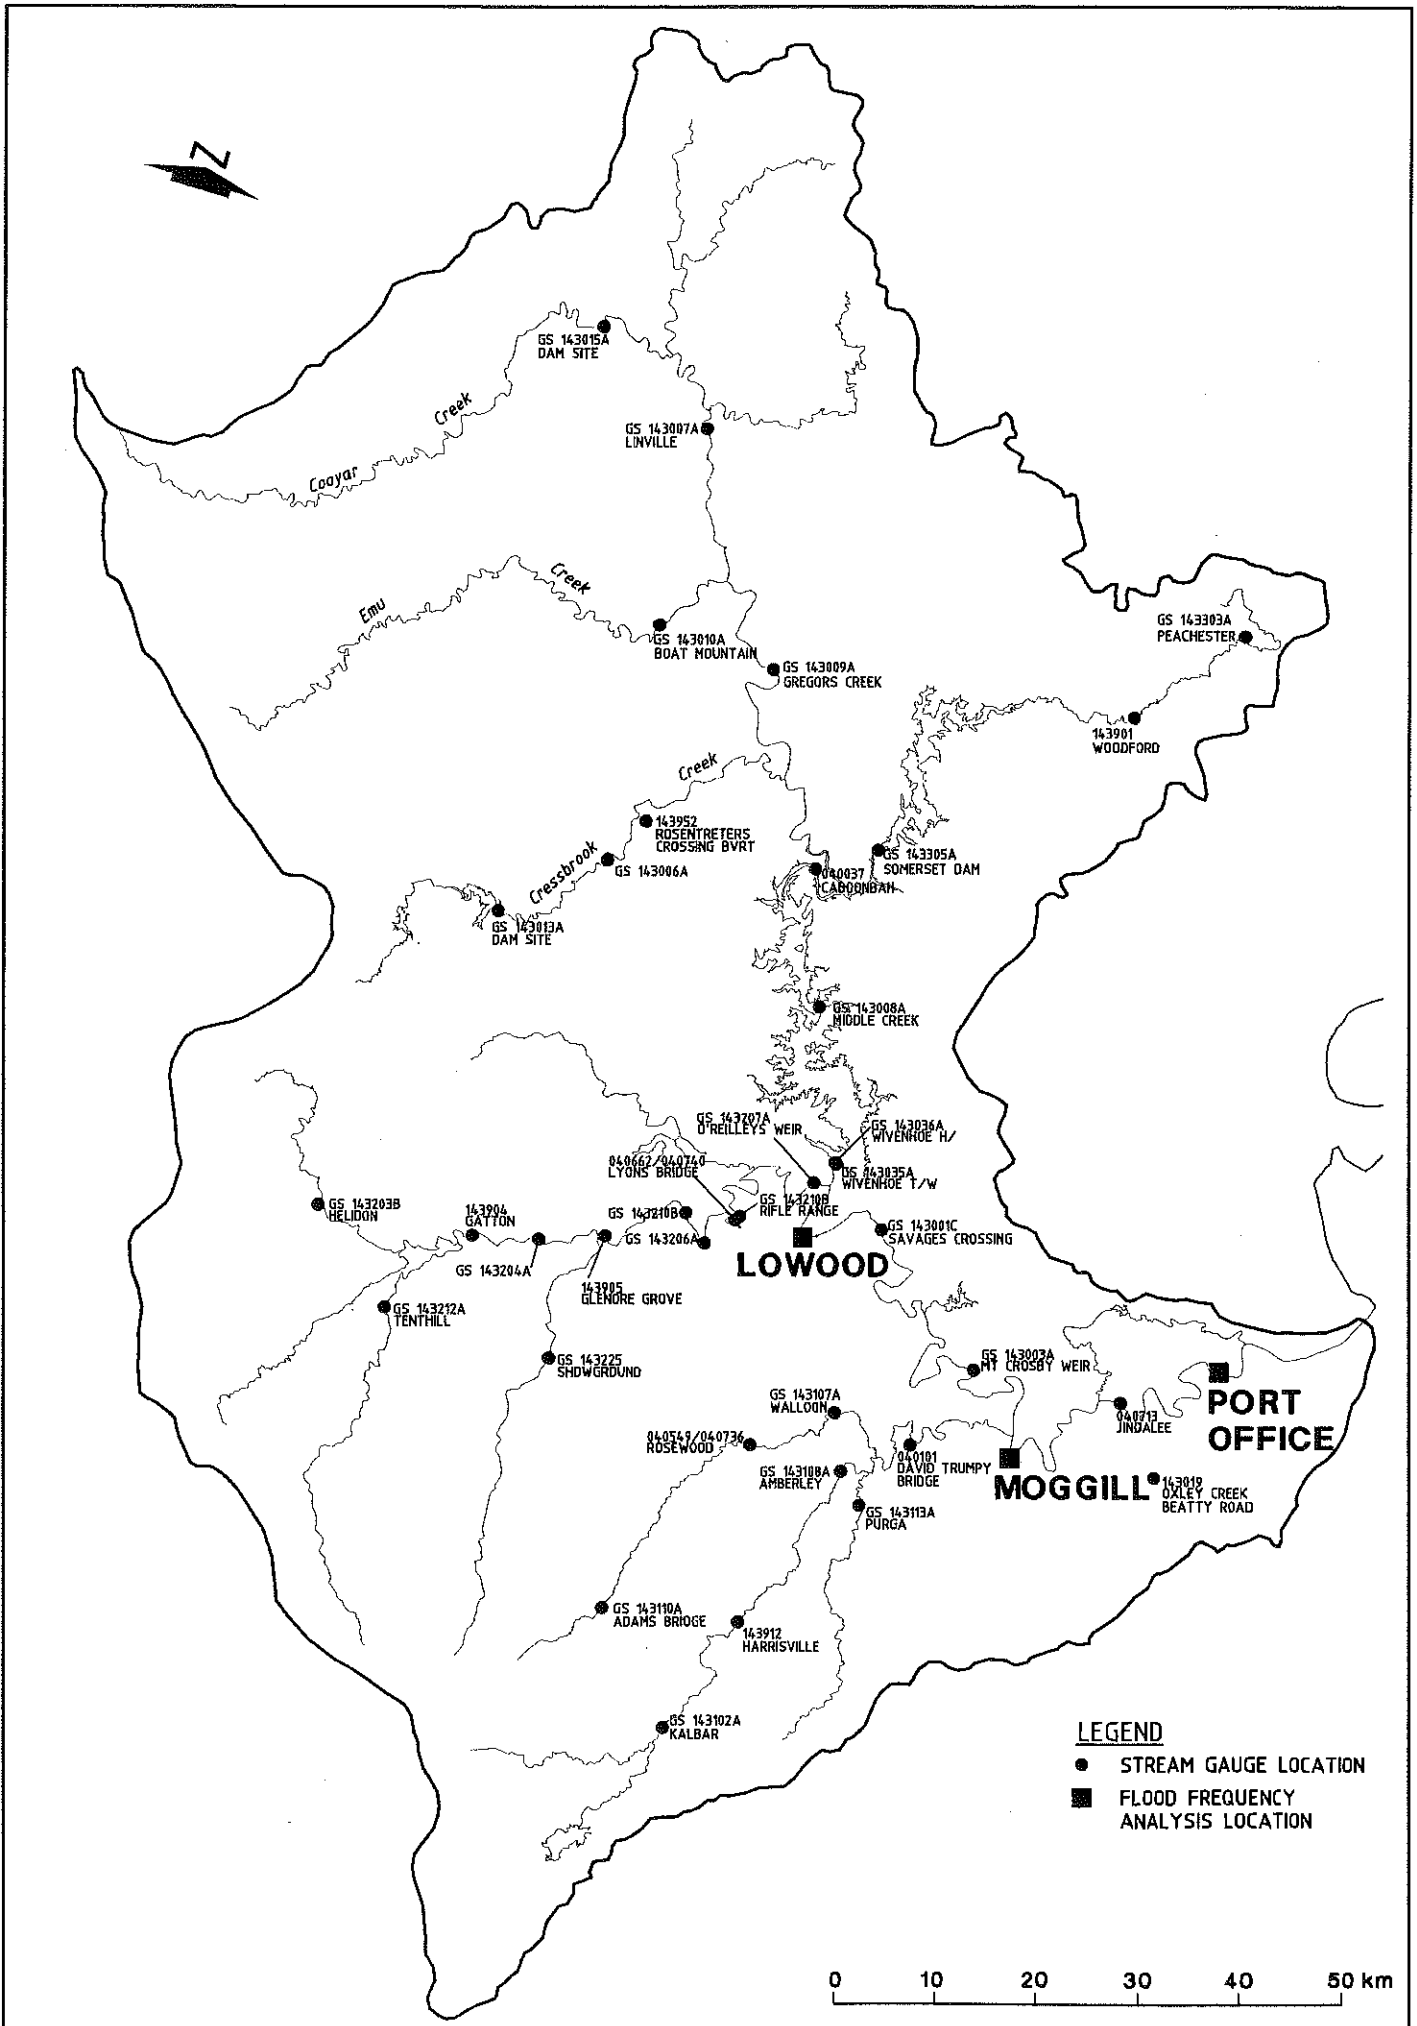 N
GS 143015A
DAM SITE
Creek
Cooyar
GS 143007A
LINVILLE
Creek
Emu
GS 143010A
BOAT MOUNTAIN
GS 143009A
GREGORS CREEK
GS 143303A
PEACHESTER
143901
WOODFORD
Creek
Cressbrook
143952
ROSENTRETERS
CROSSING BVRT
GS 143006A
GS 143013A
DAM SITE
GS 143305A
SOMERSET DAM
040037
CABOONBAH
GS 143008A
MIDDLE CREEK
GS 143207A
O'REILLEYS WEIR
GS 143036A
WIVENHOE H/
GS 143035A
WIVENHOE T/W
040662/040740
LYONS BRIDGE
GS 143210B
RIFLE RANGE
GS 143210B
GS 143206A
GS 143203B
HELIDON
143904
GATTON
GS 143204A
143905
GLENORE GROVE
GS 143001C
SAVAGES CROSSING
LOWOOD
GS 143212A
TENTHILL
GS 143225
SHOWGROUND
GS 143003A
MT CROSBY WEIR
GS 143107A
WALLOON
040549/040736
ROSEWOOD
GS 143108A
AMBERLEY
040101
DAVID TRUMPY
BRIDGE
GS 143113A
PURGA
MOGGILL
040713
JINDALEE
PORT
OFFICE
143019
OXLEY CREEK
BEATTY ROAD
GS 143110A
ADAMS BRIDGE
143912
HARRISVILLE
GS 143102A
KALBAR
LEGEND
STREAM GAUGE LOCATION
FLOOD FREQUENCY
ANALYSIS LOCATION
0 10 20 30 40 50 km